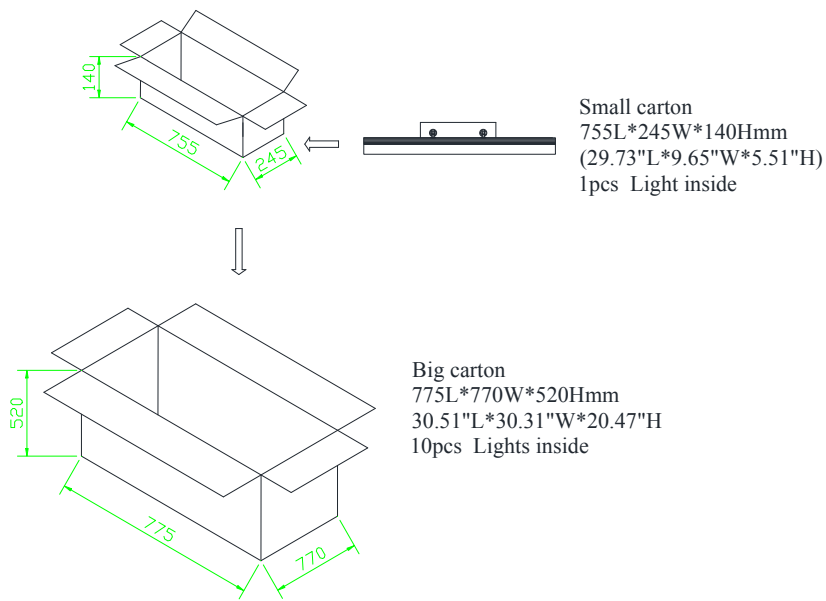 140
755
245
Small carton
755L*245W*140Hmm
(29.73"L*9.65"W*5.51"H)
1pcs Light inside
520
775
770
Big carton
775L*770W*520Hmm
30.51"L*30.31"W*20.47"H
10pcs Lights inside